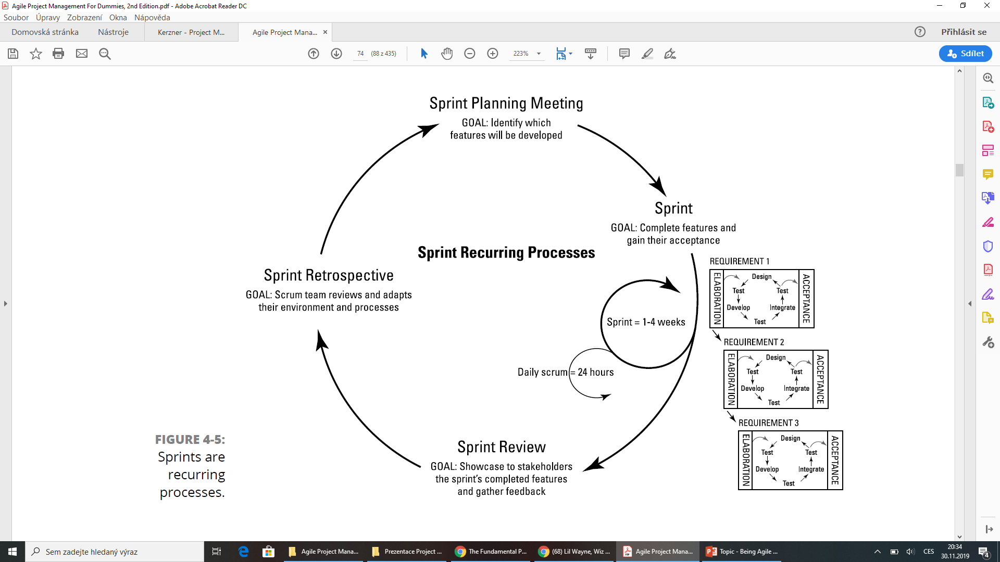 Agile Project Management For Dummies, 2nd Edition.pdf - Adobe Acrobat Reader DC
Soubor Úpravy Zobrazení Okna Nápověda
Domovská stránka Nástroje Kerzner - Project M... Agile Project Mana... × Přihlásit se
74 (88 z 435) 223% Sdílet
Sprint Planning Meeting
GOAL: Identify which
features will be developed
Sprint
GOAL: Complete features and
gain their acceptance
Sprint Recurring Processes
Sprint Retrospective
GOAL: Scrum team reviews and adapts
their environment and processes
Sprint = 1-4 weeks
Daily scrum = 24 hours
Sprint Review
GOAL: Showcase to stakeholders
the sprint's completed features
and gather feedback
REQUIREMENT 1
ELABORATION
Design
Test Test
Develop Integrate
Test
ACCEPTANCE
REQUIREMENT 2
ELABORATION
Design
Test Test
Develop Integrate
Test
ACCEPTANCE
REQUIREMENT 3
ELABORATION
Design
Test Test
Develop Integrate
Test
ACCEPTANCE
FIGURE 4-5:
Sprints are
recurring
processes.
Sem zadejte hledaný výraz
Agile Project Mana...
Prezentace Project ...
The Fundamental P...
(68) Lil Wayne, Wiz ...
Agile Project Mana...
Topic - Being Agile ...
CES
20:34
30.11.2019
4